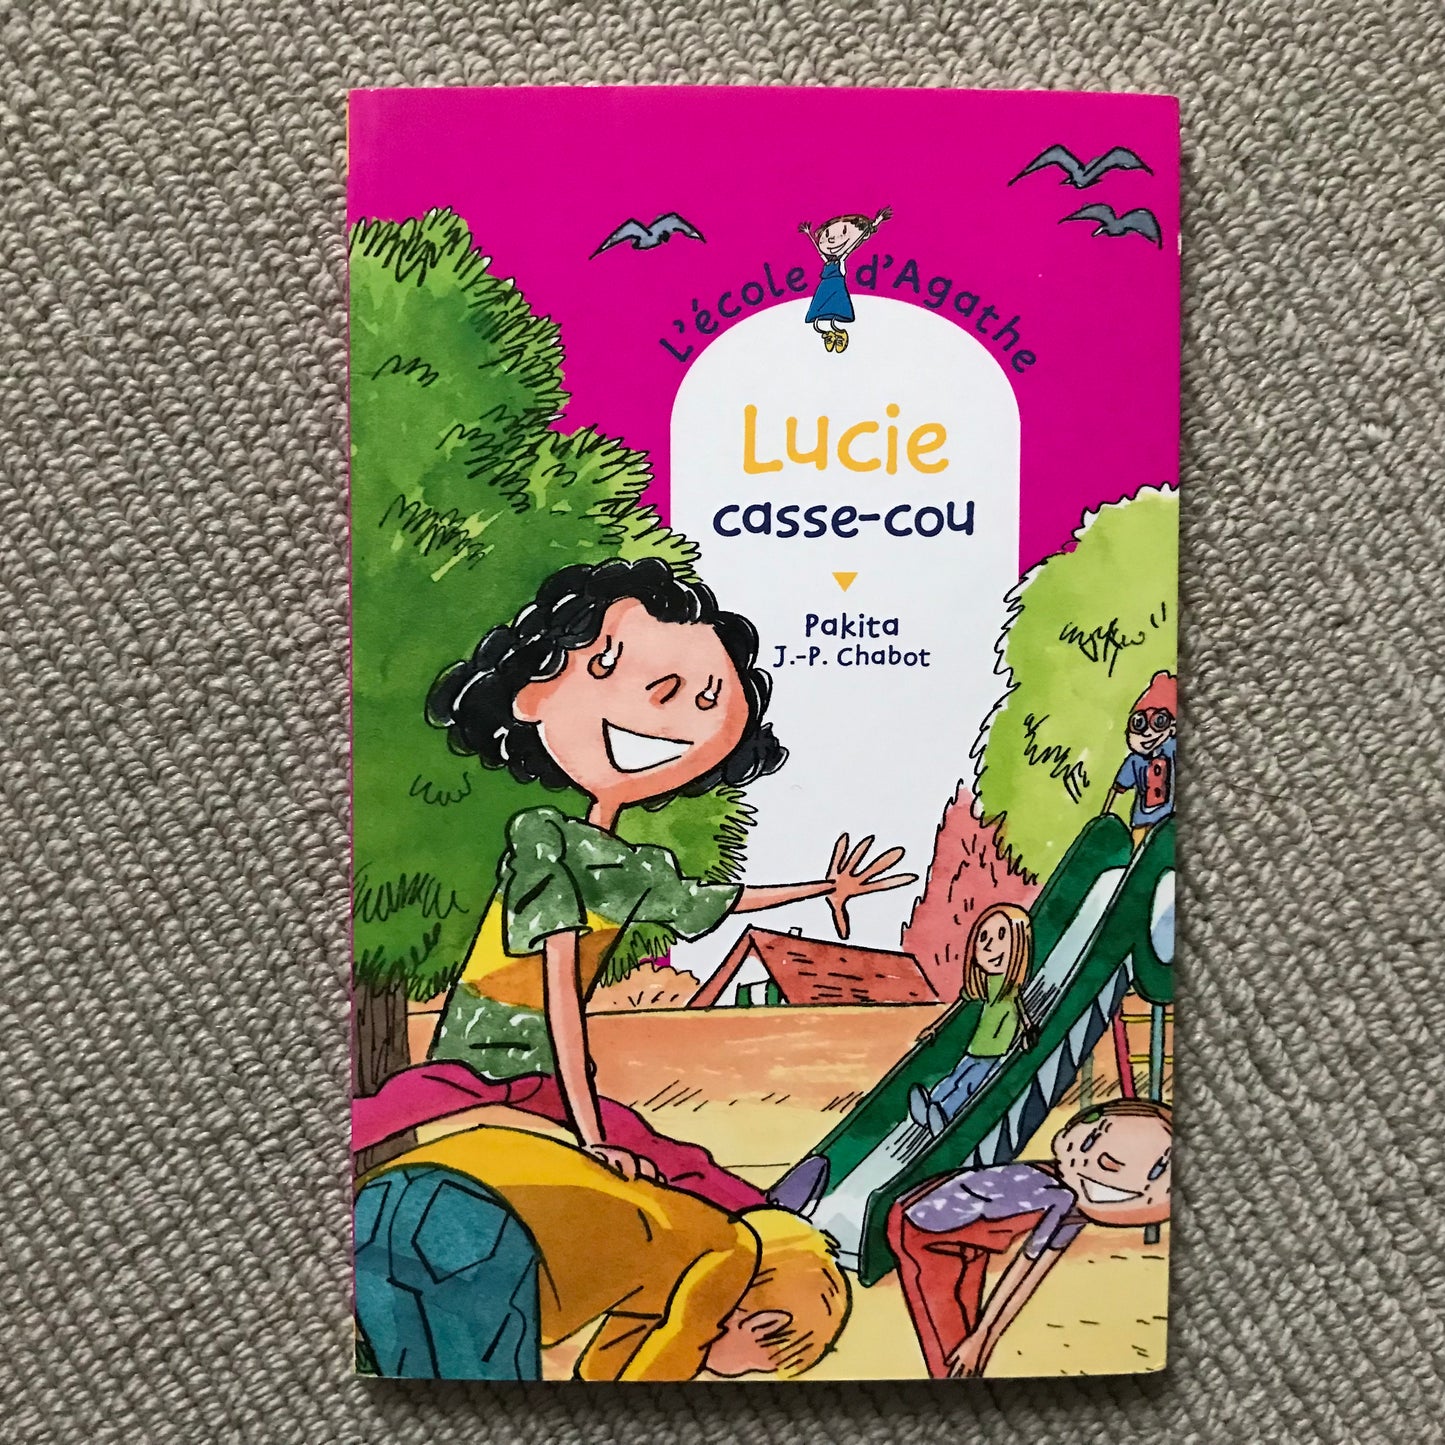 L'école d'Agathe
Lucie
casse-cou
Pakita
J.-P. Chabot